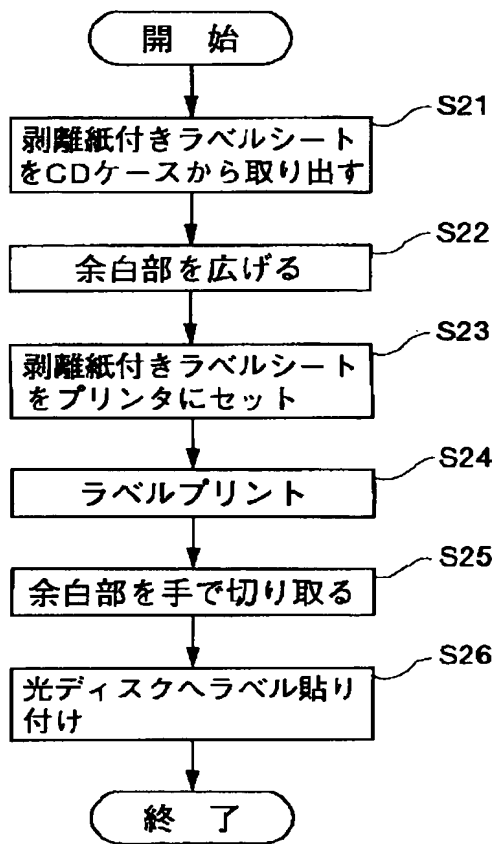 開　始
S21
剥離紙付きラベルシート
をCDケースから取り出す
S22
余白部を広げる
S23
剥離紙付きラベルシート
をプリンタにセット
S24
ラベルプリント
S25
余白部を手で切り取る
S26
光ディスクへラベル貼り
付け
終　了